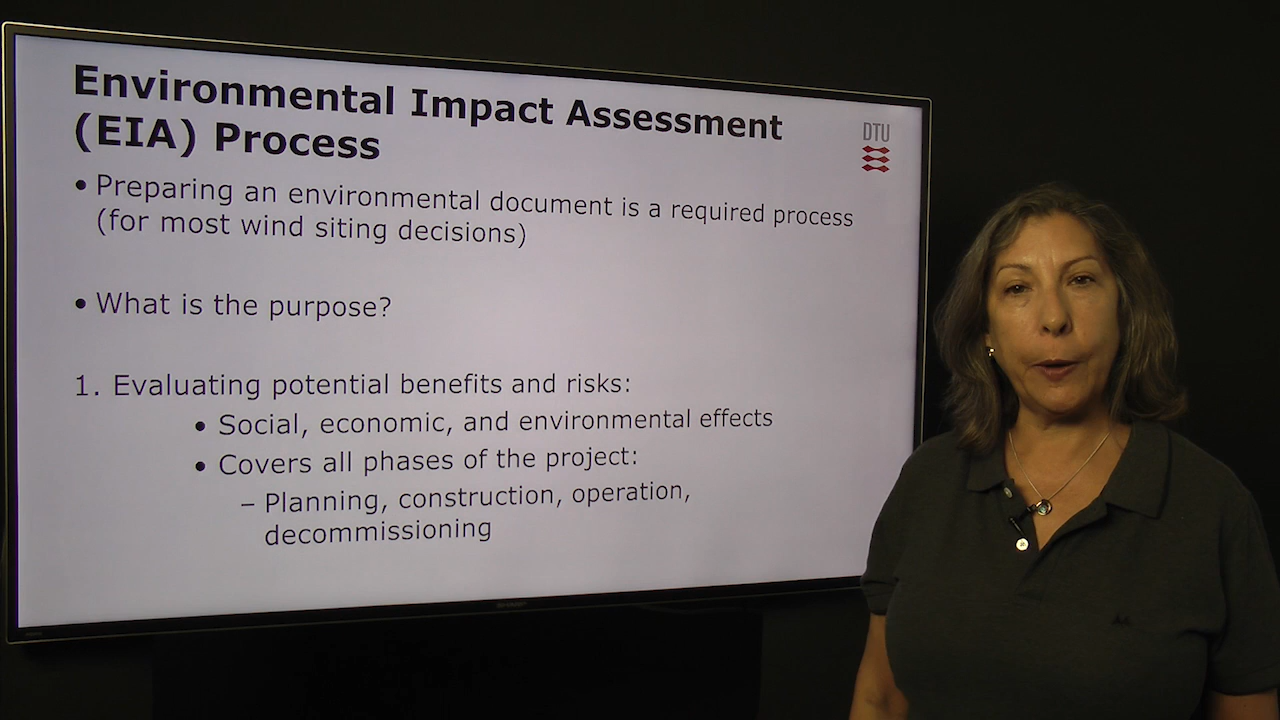 Environmental Impact Assessment
(EIA) Process
DTU
• Preparing an environmental document is a required process
(for most wind siting decisions)
• What is the purpose?
1. Evaluating potential benefits and risks:
• Social, economic, and environmental effects
• Covers all phases of the project:
– Planning, construction, operation,
decommissioning
SHARP